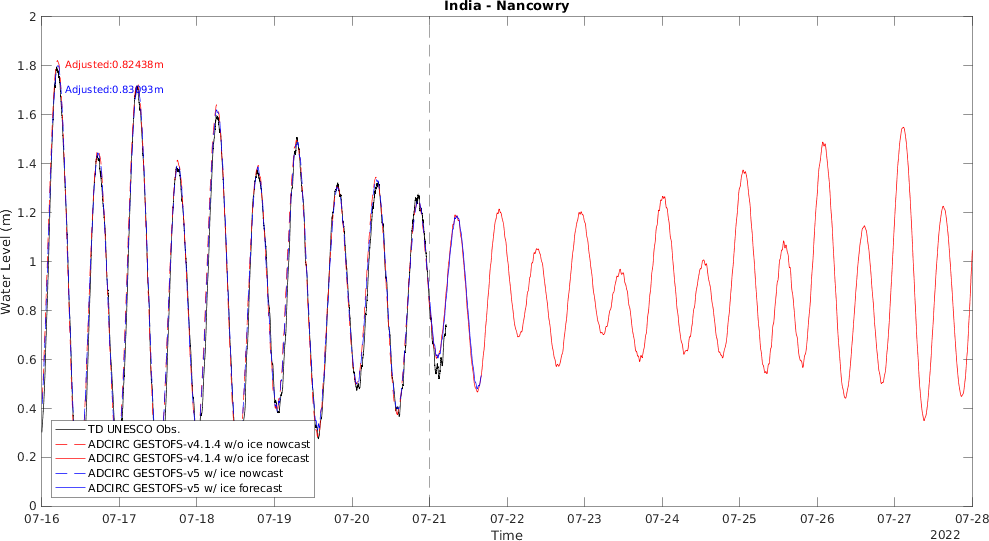 India - Nancowry
2
1.8
1.6
1.4
1.2
1
0.8
0.6
0.4
0.2
0
Water Level (m)
Adjusted:0.82438m
Adjusted:0.83093m
TD UNESCO Obs.
ADCIRC GESTOFS-v4.1.4 w/o ice nowcast
ADCIRC GESTOFS-v4.1.4 w/o ice forecast
ADCIRC GESTOFS-v5 w/ ice nowcast
ADCIRC GESTOFS-v5 w/ ice forecast
07-16 07-17 07-18 07-19 07-20 07-21 07-22 07-23 07-24 07-25 07-26 07-27 07-28
Time
2022